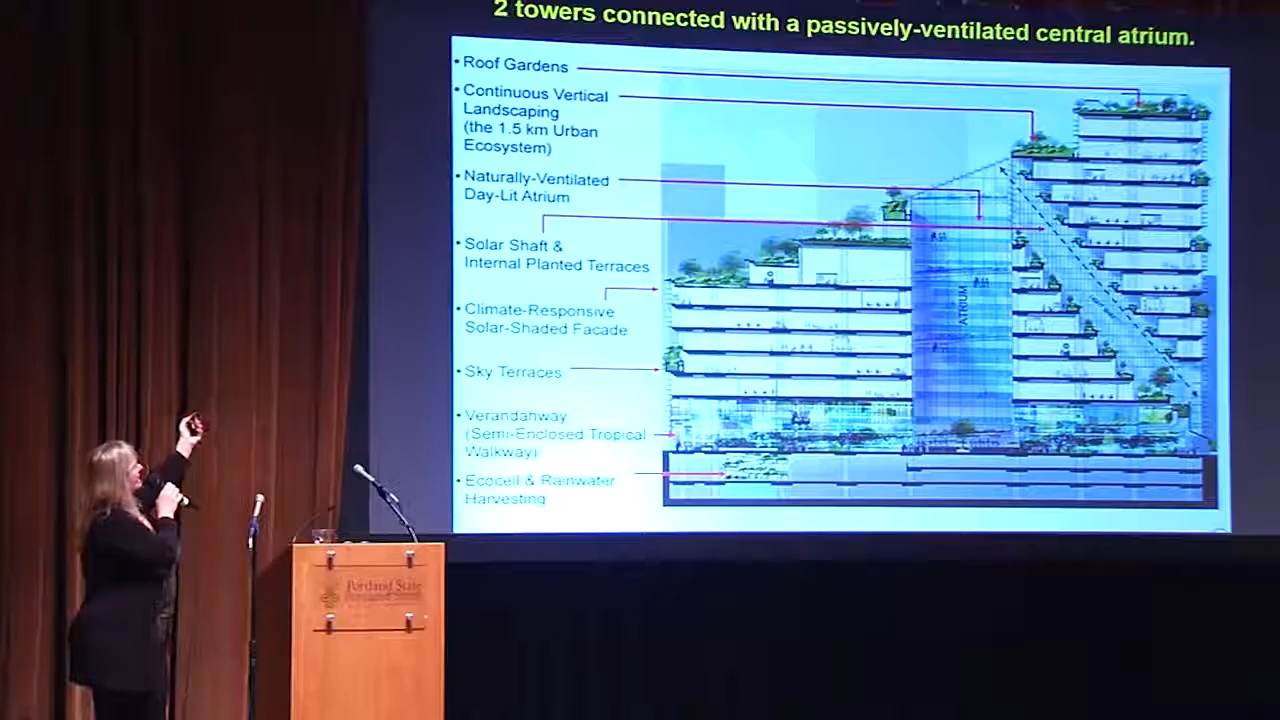 2 towers connected with a passively-ventilated central atrium.
• Roof Gardens
• Continuous Vertical
Landscaping
(the 1.5 km Urban
Ecosystem)
• Naturally-Ventilated
Day-Lit Atrium
• Solar Shaft &
Internal Planted Terraces
• Climate-Responsive
Solar-Shaded Facade
• Sky Terraces
• Verandahway
(Semi-Enclosed Tropical
Walkway)
• Ecocell & Rainwater
Harvesting
ATRIUM
Portland State